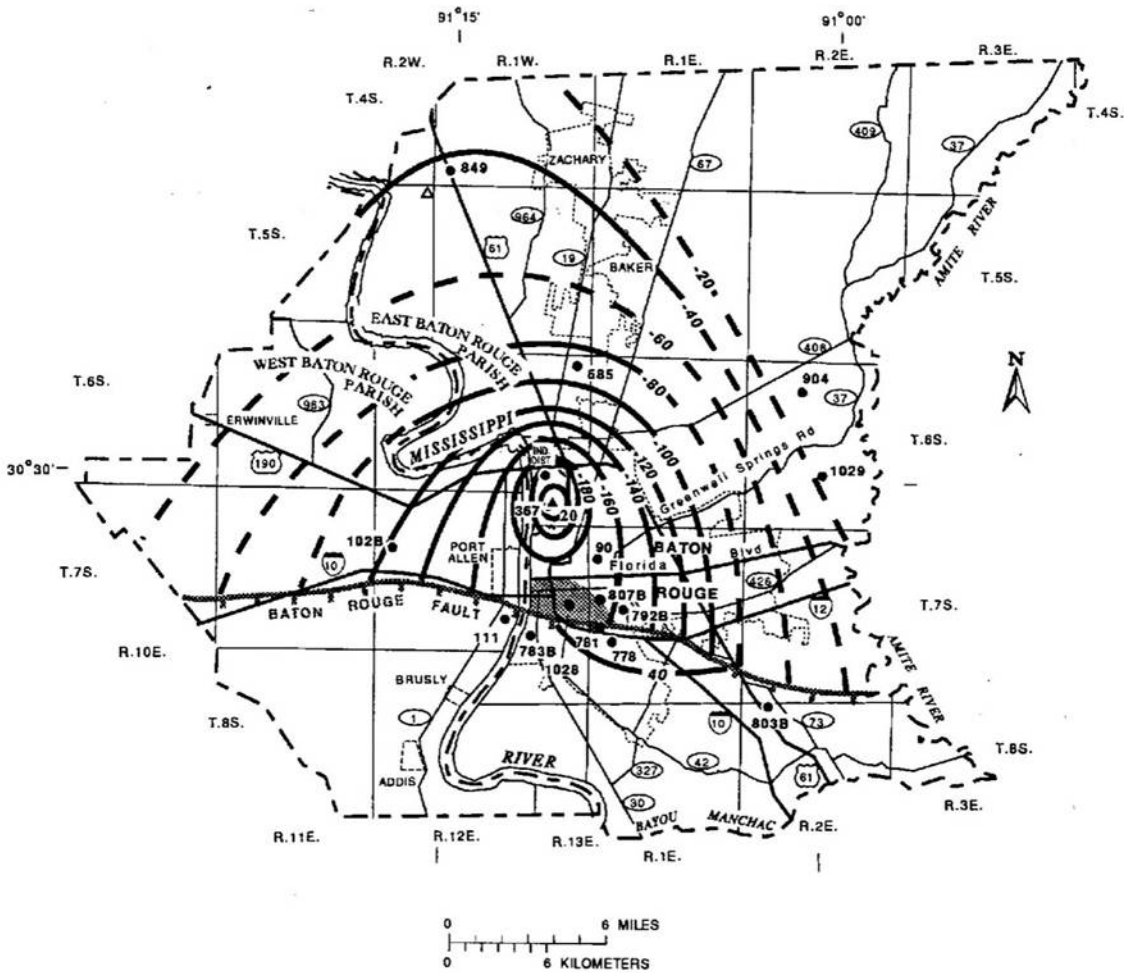 91°15'
91°00'
R.2W.
R.1W.
R.1E.
R.2E.
R.3E.
T.4S.
T.4S.
409
37
ZACHARY
67
849
964
61
19
BAKER
T.5S.
T.5S.
AMITE RIVER
-20
-40
-60
-80
-100
-120
-140
-160
-180
EAST BATON ROUGE
PARISH
WEST BATON ROUGE
PARISH
408
685
904
37
N
T.6S.
T.6S.
983
ERWINVILLE
MISSISSIPPI
IND.
DIST.
190
30°30'
Greenwell Springs Rd
1029
367
20
102B
PORT
ALLEN
90
BATON
ROUGE
Florida
Blvd
10
426
12
T.7S.
T.7S.
807B
792B
BATON ROUGE FAULT
111
783B
1028
781
778
40
R.10E.
BRUSLY
AMITE RIVER
1
10
803B
73
T.8S.
T.8S.
ADDIS
RIVER
327
42
61
30
BAYOU MANCHAC
R.3E.
R.2E.
R.11E.
R.12E.
R.13E.
R.1E.
0 6 MILES
0 6 KILOMETERS